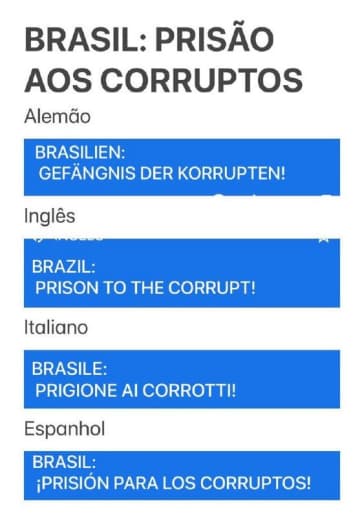 BRASIL: PRISÃO
AOS CORRUPTOS
Alemão
BRASILIEN:
GEFÄNGNIS DER KORRUPTEN!
Inglês
BRAZIL:
PRISON TO THE CORRUPT!
Italiano
BRASILE:
PRIGIONE AI CORROTTI!
Espanhol
BRASIL:
¡PRISIÓN PARA LOS CORRUPTOS!